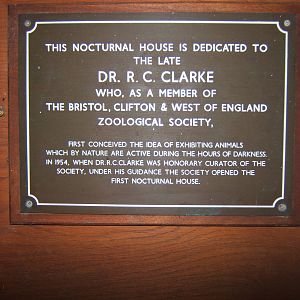 THIS NOCTURNAL HOUSE IS DEDICATED TO
THE LATE
DR. R. C. CLARKE
WHO, AS A MEMBER OF
THE BRISTOL, CLIFTON & WEST OF ENGLAND
ZOOLOGICAL SOCIETY,
FIRST CONCEIVED THE IDEA OF EXHIBITING ANIMALS
WHICH BY NATURE ARE ACTIVE DURING THE HOURS OF DARKNESS.
IN 1954, WHEN DR.R.C.CLARKE WAS HONORARY CURATOR OF THE
SOCIETY, UNDER HIS GUIDANCE THE SOCIETY OPENED THE
FIRST NOCTURNAL HOUSE.